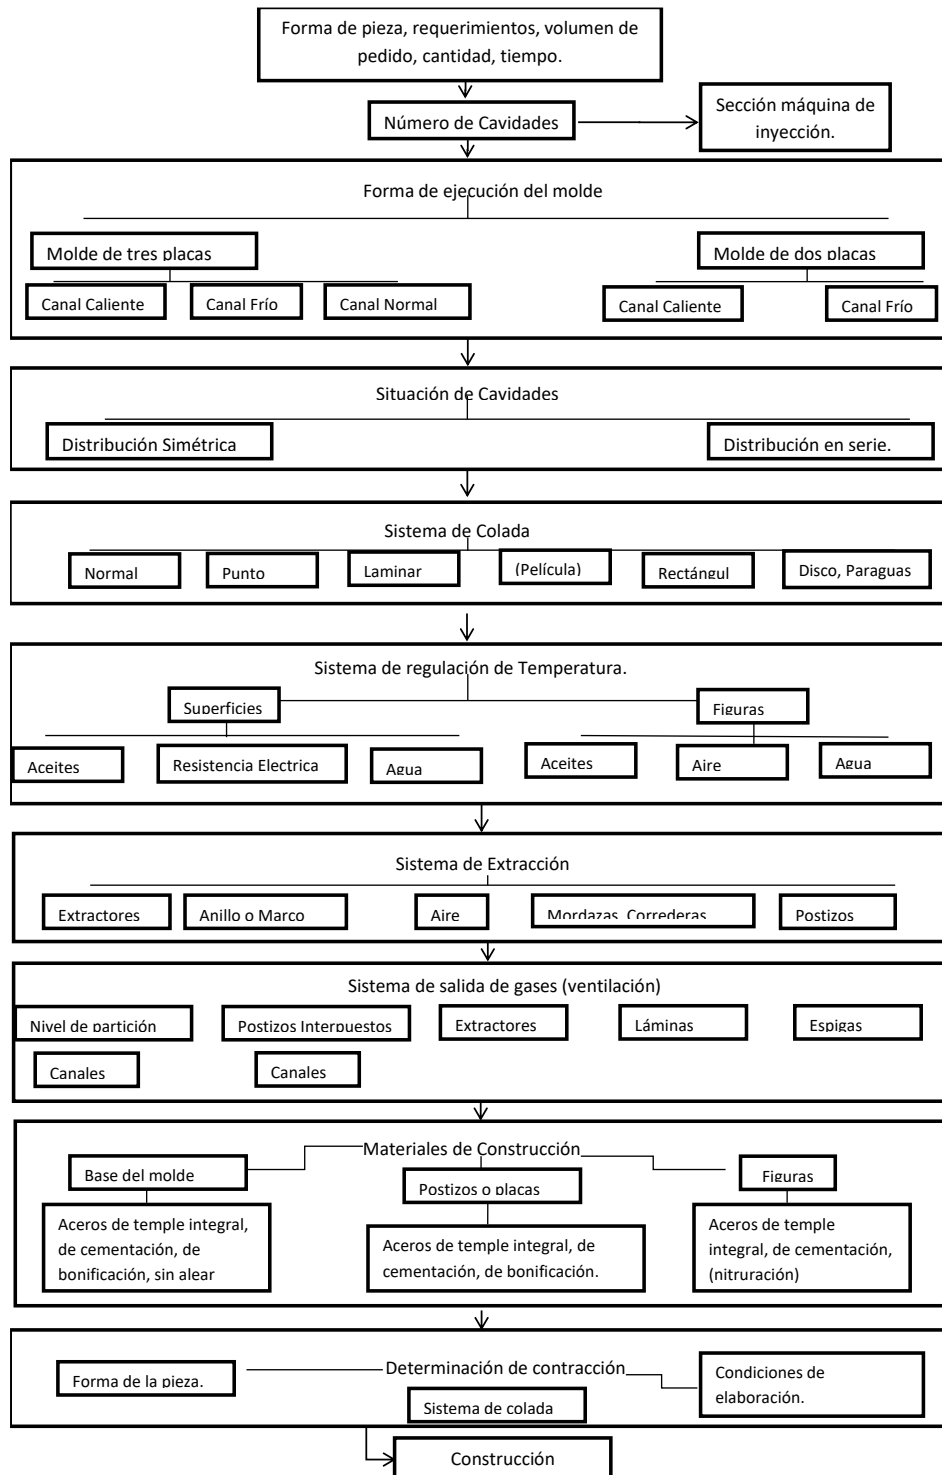 Forma de pieza, requerimientos, volumen de
pedido, cantidad, tiempo.
Número de Cavidades
Sección máquina de
inyección.
Forma de ejecución del molde
Molde de tres placas
Molde de dos placas
Canal Caliente
Canal Frío
Canal Normal
Canal Caliente
Canal Frío
Situación de Cavidades
Distribución Simétrica
Distribución en serie.
Sistema de Colada
Normal
Punto
Laminar
(Película)
Rectángul
Disco, Paraguas
Sistema de regulación de Temperatura.
Superficies
Figuras
Aceites
Resistencia Electrica
Agua
Aceites
Aire
Agua
Sistema de Extracción
Extractores
Anillo o Marco
Aire
Mordazas, Correderas
Postizos
Sistema de salida de gases (ventilación)
Nivel de partición
Postizos Interpuestos
Extractores
Láminas
Espigas
Canales
Canales
Materiales de Construcción
Base del molde
Postizos o placas
Figuras
Aceros de temple integral,
de cementación, de
bonificación, sin alear
Aceros de temple integral, de
cementación, de bonificación.
Aceros de temple
integral, de cementación,
(nitruración)
Determinación de contracción
Forma de la pieza.
Condiciones de
elaboración.
Sistema de colada
Construcción